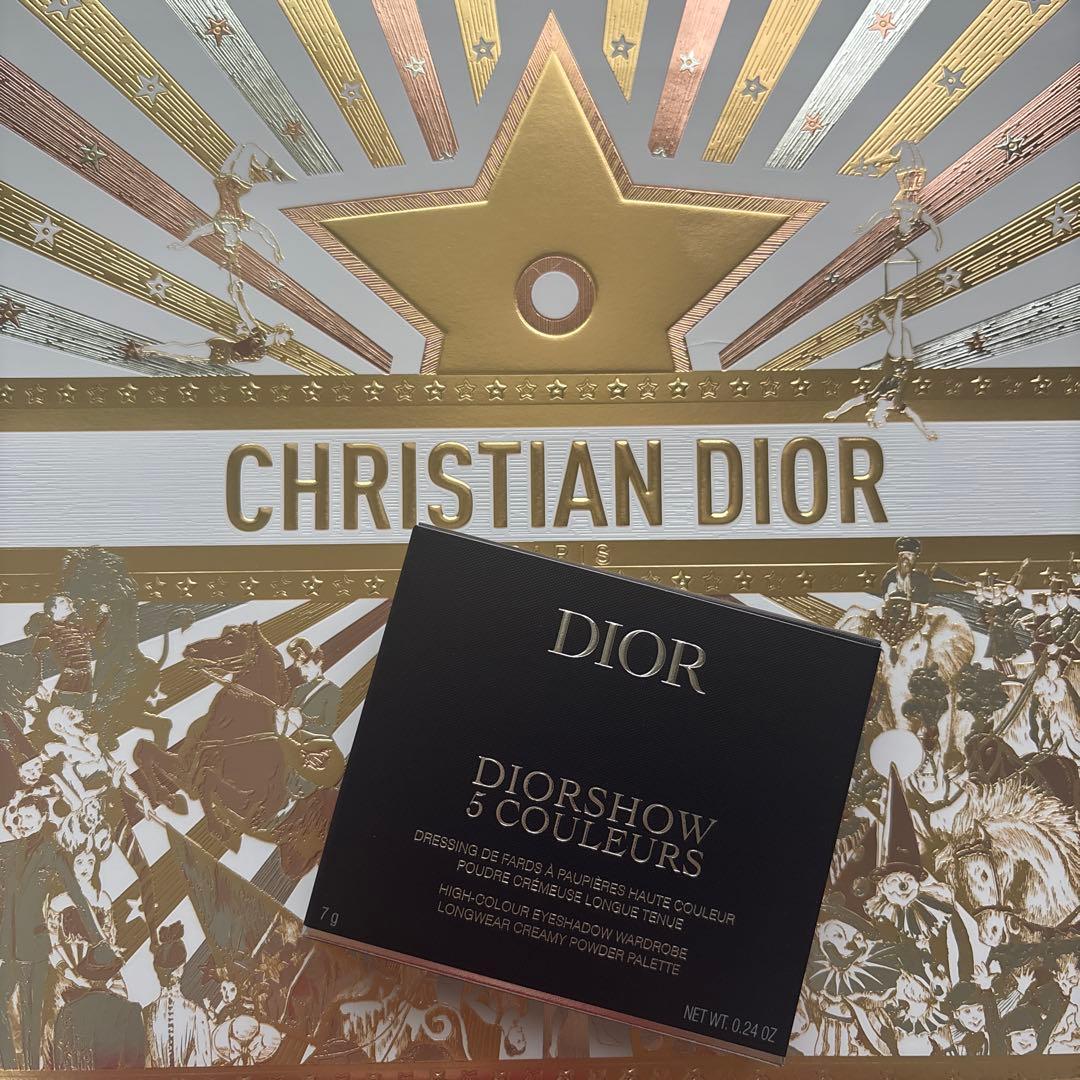 CHRISTIAN DIOR
PARIS
DIOR
DIORSHOW
5 COULEURS
DRESSING DE FARDS À PAUPIÈRES HAUTE COULEUR
POUDRE CRÉMEUSE LONGUE TENUE
HIGH-COLOUR EYESHADOW WARDROBE
LONGWEAR CREAMY POWDER PALETTE
7 g
NET WT. 0.24 OZ